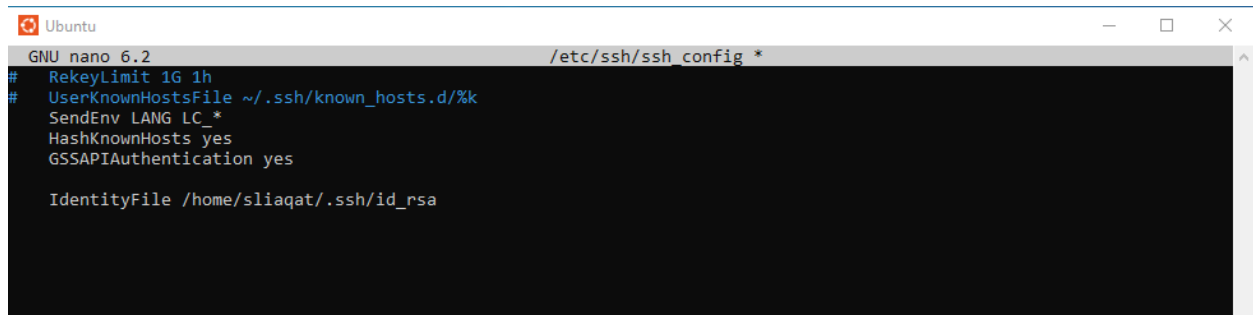 Ubuntu
GNU nano 6.2 /etc/ssh/ssh_config *
# RekeyLimit 1G 1h
# UserKnownHostsFile ~/.ssh/known_hosts.d/%k
SendEnv LANG LC_*
HashKnownHosts yes
GSSAPIAuthentication yes
IdentityFile /home/sliaqat/.ssh/id_rsa